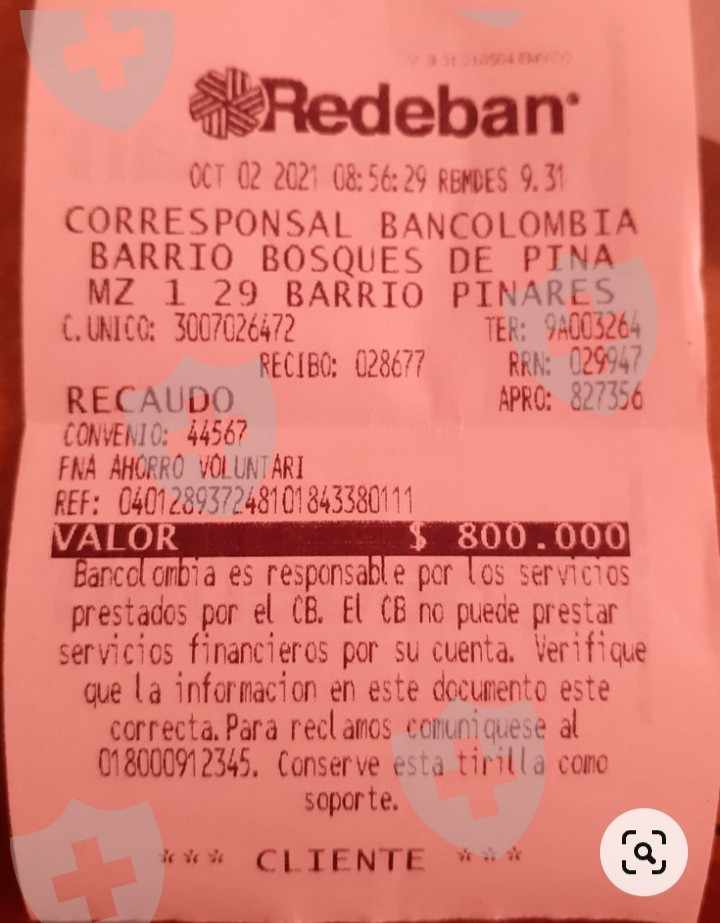 Redeban
OCT 02 2021 08:56:29 RBMDES 9.31
CORRESPONSAL BANCOLOMBIA
BARRIO BOSQUES DE PINA
MZ 1 29 BARRIO PINARES
C.UNICO: 3007026472 TER: 9A003264
RECIBO: 028677 RRN: 029947
RECAUDO APRO: 827356
CONVENIO: 44567
FNA AHORRO VOLUNTARI
REF: 040128937248101843380111
VALOR $ 800.000
Bancolombia es responsable por los servicios
prestados por el CB. El CB no puede prestar
servicios financieros por su cuenta. Verifique
que la informacion en este documento este
correcta.Para reclamos comuniquese al
018000912345. Conserve esta tirilla como
soporte.
*** CLIENTE ***